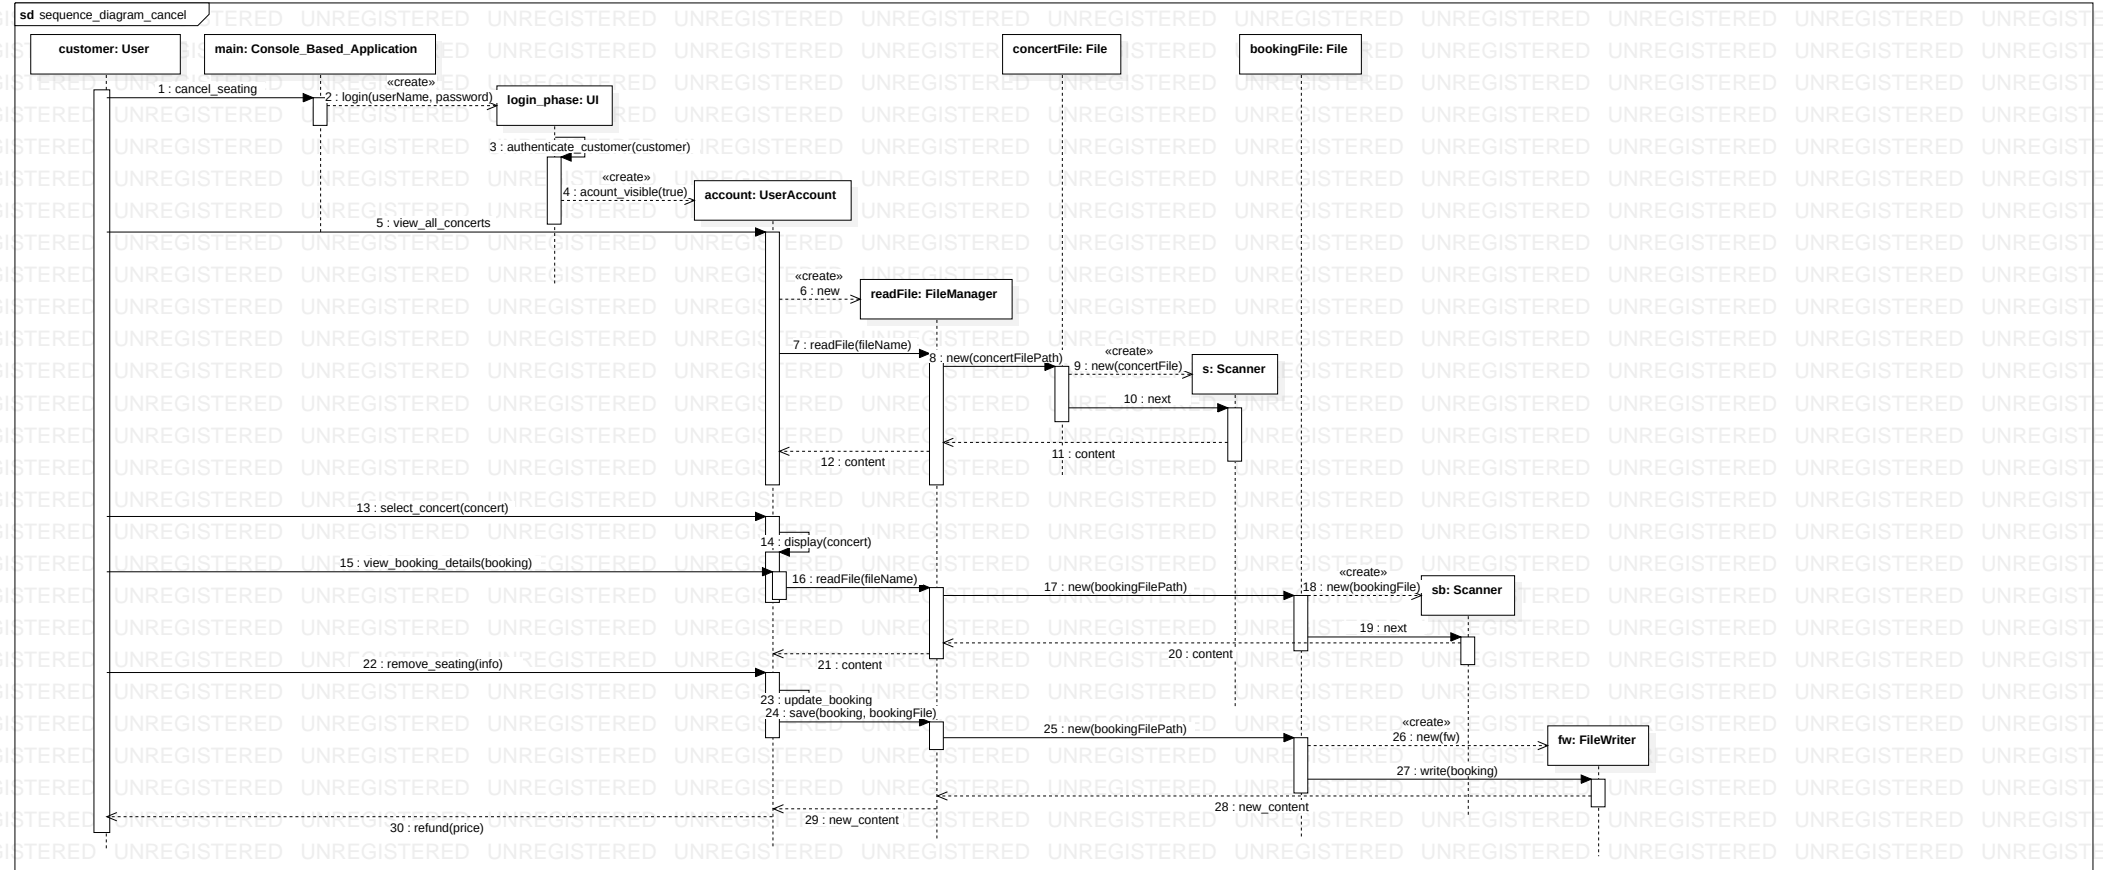 sd sequence_diagram_cancel
customer: User
main: Console_Based_Application
concertFile: File
bookingFile: File
«create»
1 : cancel_seating
2 : login(userName, password)
login_phase: UI
3 : authenticate_customer(customer)
«create»
4 : acount_visible(true)
account: UserAccount
5 : view_all_concerts
«create»
6 : new
readFile: FileManager
7 : readFile(fileName)
8 : new(concertFilePath)
«create»
9 : new(concertFile)
s: Scanner
10 : next
11 : content
12 : content
13 : select_concert(concert)
14 : display(concert)
15 : view_booking_details(booking)
16 : readFile(fileName)
17 : new(bookingFilePath)
«create»
18 : new(bookingFile)
sb: Scanner
19 : next
20 : content
21 : content
22 : remove_seating(info)
23 : update_booking
24 : save(booking, bookingFile)
25 : new(bookingFilePath)
«create»
26 : new(fw)
fw: FileWriter
27 : write(booking)
28 : new_content
29 : new_content
30 : refund(price)
UNREGISTERED